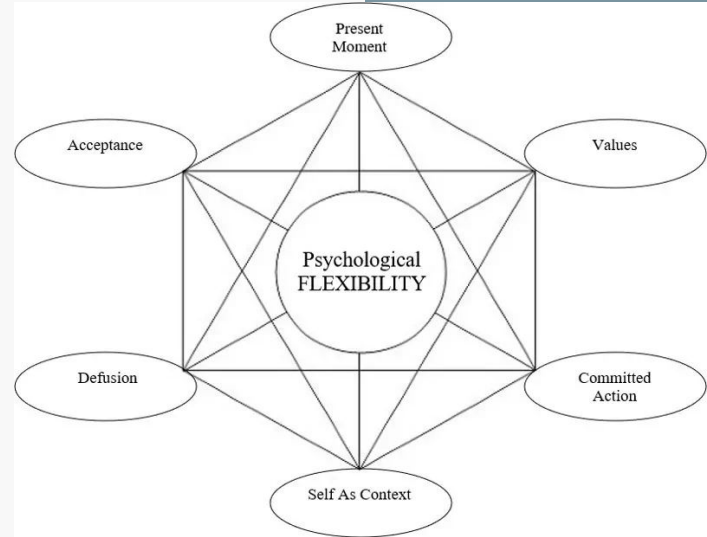 Present
Moment
Acceptance
Values
Psychological
FLEXIBILITY
Defusion
Committed
Action
Self As Context